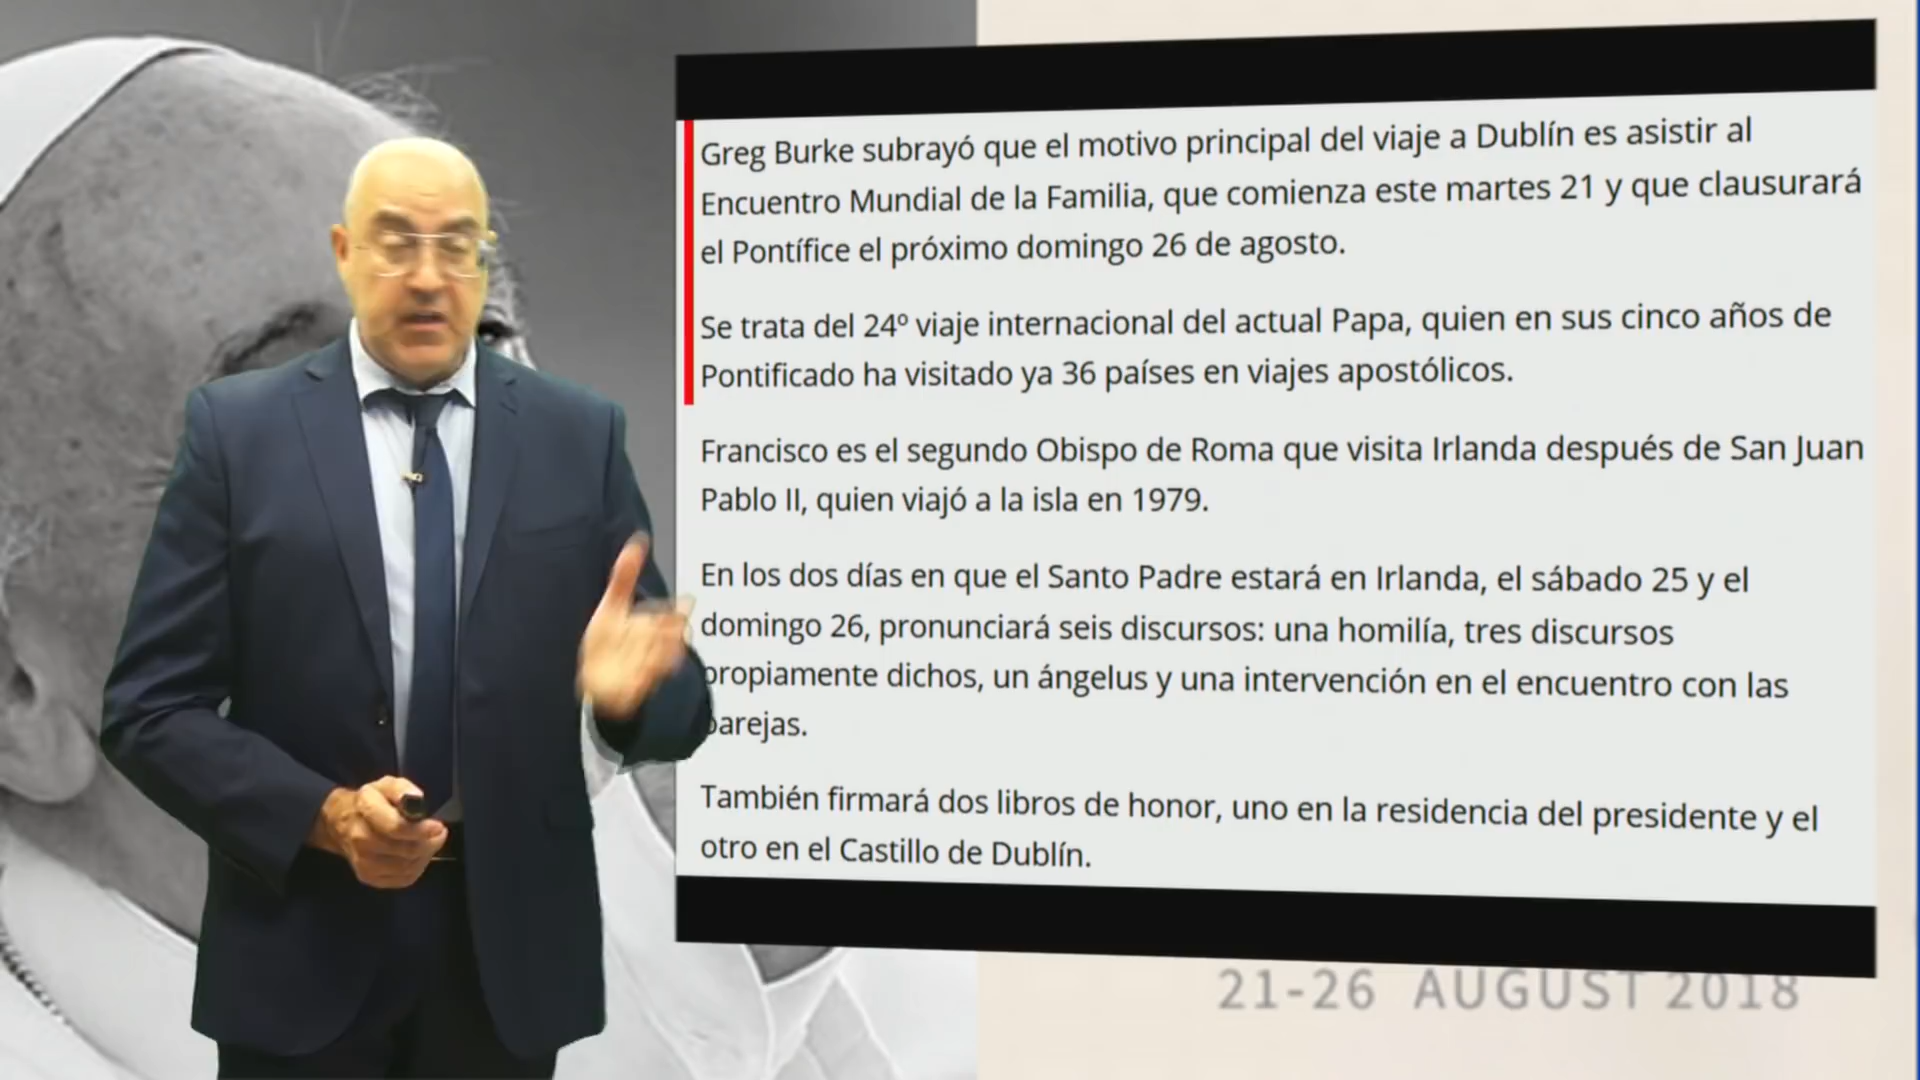 Greg Burke subrayó que el motivo principal del viaje a Dublín es asistir al
Encuentro Mundial de la Familia, que comienza este martes 21 y que clausurará
el Pontífice el próximo domingo 26 de agosto.
Se trata del 24º viaje internacional del actual Papa, quien en sus cinco años de
Pontificado ha visitado ya 36 países en viajes apostólicos.
Francisco es el segundo Obispo de Roma que visita Irlanda después de San Juan
Pablo II, quien viajó a la isla en 1979.
En los dos días en que el Santo Padre estará en Irlanda, el sábado 25 y el
domingo 26, pronunciará seis discursos: una homilía, tres discursos
propiamente dichos, un ángelus y una intervención en el encuentro con las
parejas.
También firmará dos libros de honor, uno en la residencia del presidente y el
otro en el Castillo de Dublín.
21-26 AUGUST 2018